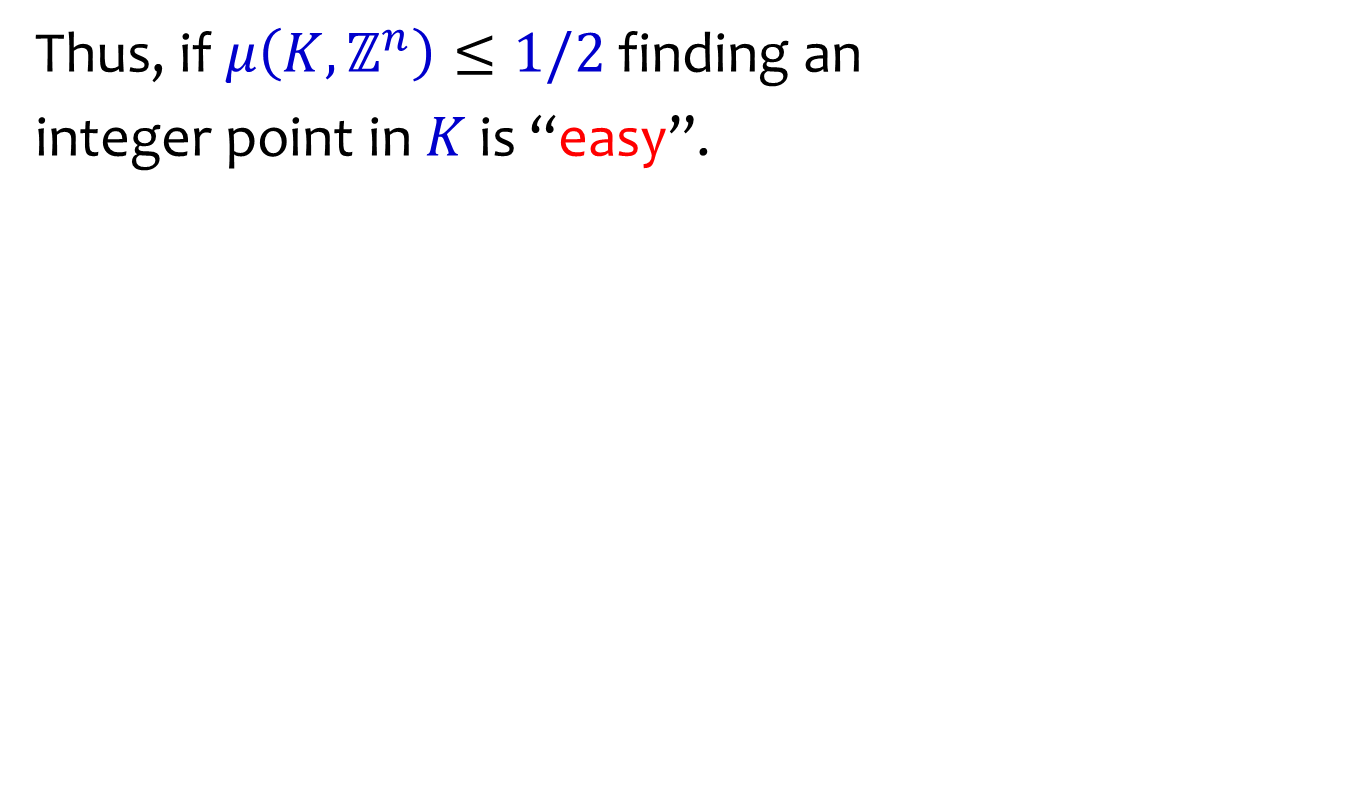 Thus, if μ(K, ℤⁿ) ≤ 1/2 finding an
integer point in K is “easy”.